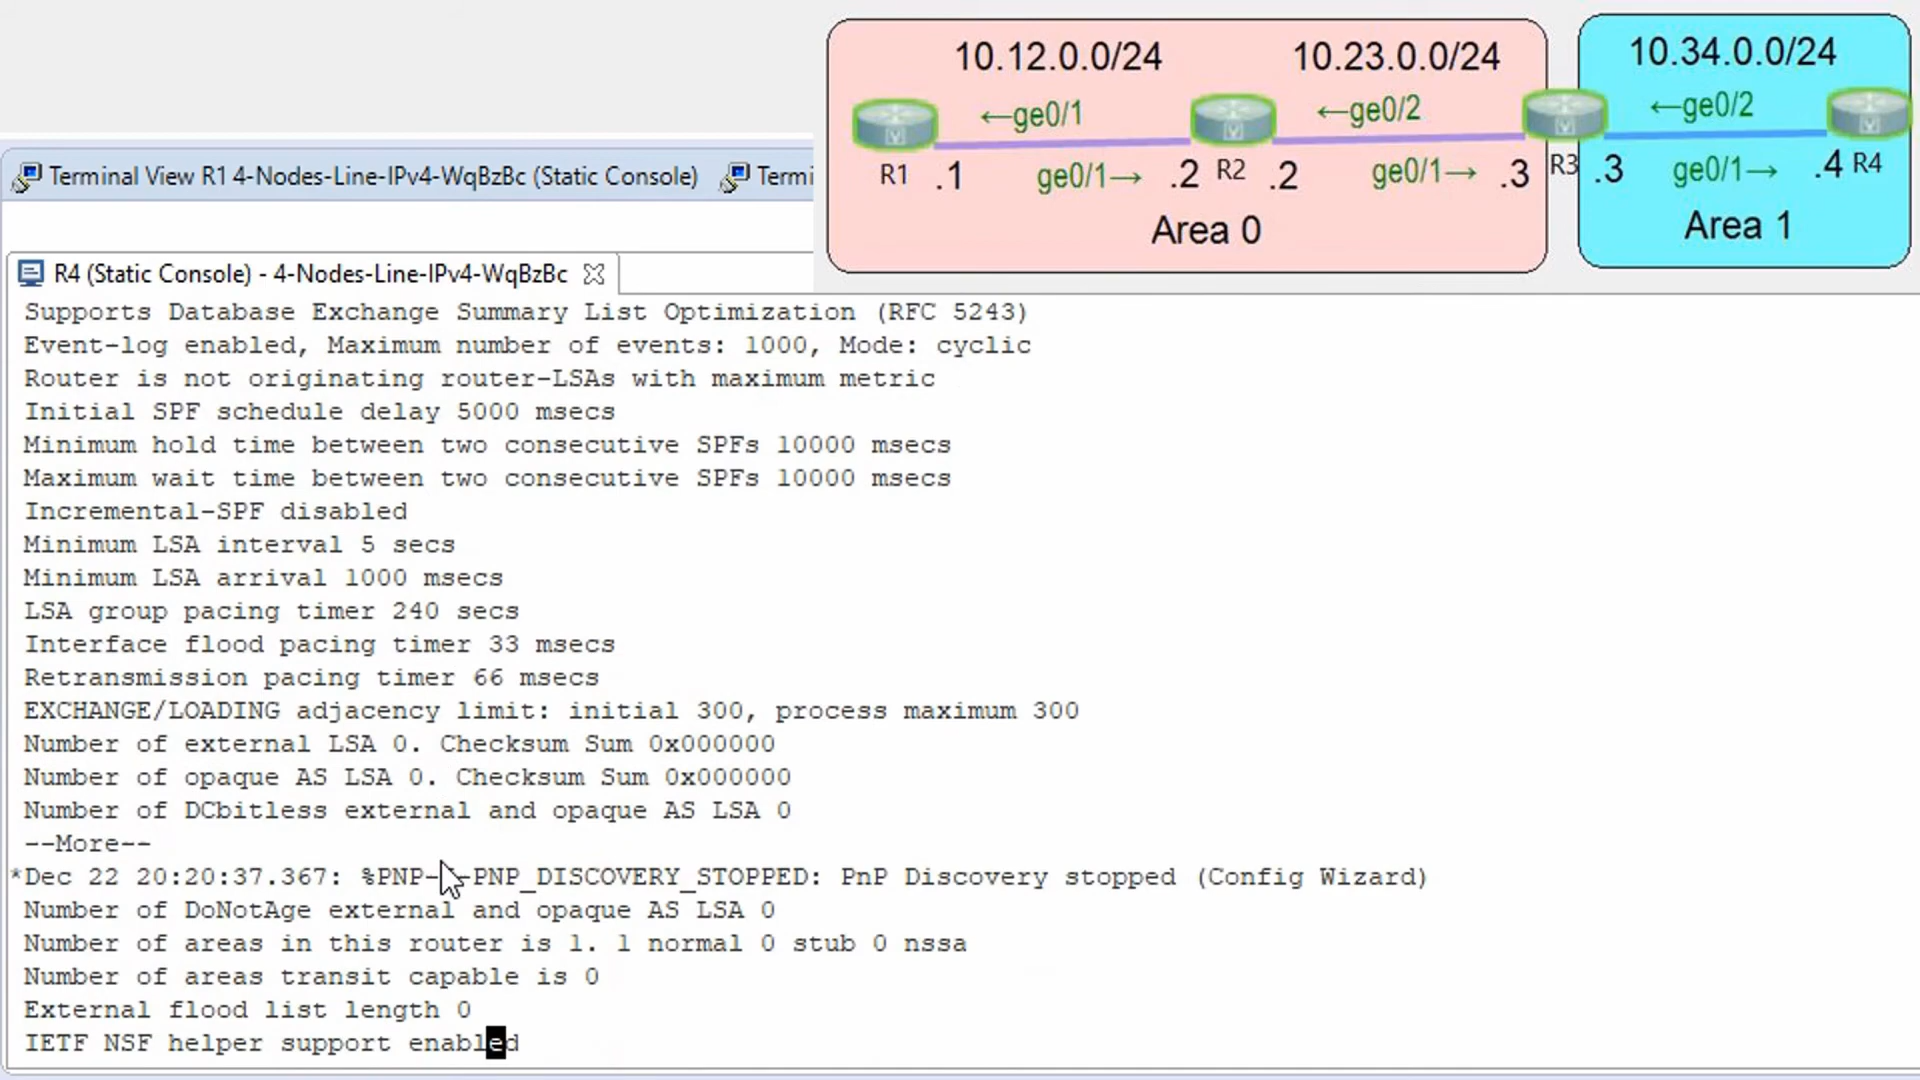 10.12.0.0/24 10.23.0.0/24 10.34.0.0/24
←ge0/1 ←ge0/2 ←ge0/2
V V V V
R1 .1 ge0/1→ .2 R2 .2 ge0/1→ .3 R3 .3 ge0/1→ .4 R4
Area 0 Area 1
Terminal View R1 4-Nodes-Line-IPv4-WqBzBc (Static Console) Termi
R4 (Static Console) - 4-Nodes-Line-IPv4-WqBzBc
Supports Database Exchange Summary List Optimization (RFC 5243)
Event-log enabled, Maximum number of events: 1000, Mode: cyclic
Router is not originating router-LSAs with maximum metric
Initial SPF schedule delay 5000 msecs
Minimum hold time between two consecutive SPFs 10000 msecs
Maximum wait time between two consecutive SPFs 10000 msecs
Incremental-SPF disabled
Minimum LSA interval 5 secs
Minimum LSA arrival 1000 msecs
LSA group pacing timer 240 secs
Interface flood pacing timer 33 msecs
Retransmission pacing timer 66 msecs
EXCHANGE/LOADING adjacency limit: initial 300, process maximum 300
Number of external LSA 0. Checksum Sum 0x000000
Number of opaque AS LSA 0. Checksum Sum 0x000000
Number of DCbitless external and opaque AS LSA 0
--More--
*Dec 22 20:20:37.367: %PNP- -PNP_DISCOVERY_STOPPED: PnP Discovery stopped (Config Wizard)
Number of DoNotAge external and opaque AS LSA 0
Number of areas in this router is 1. 1 normal 0 stub 0 nssa
Number of areas transit capable is 0
External flood list length 0
IETF NSF helper support enabled